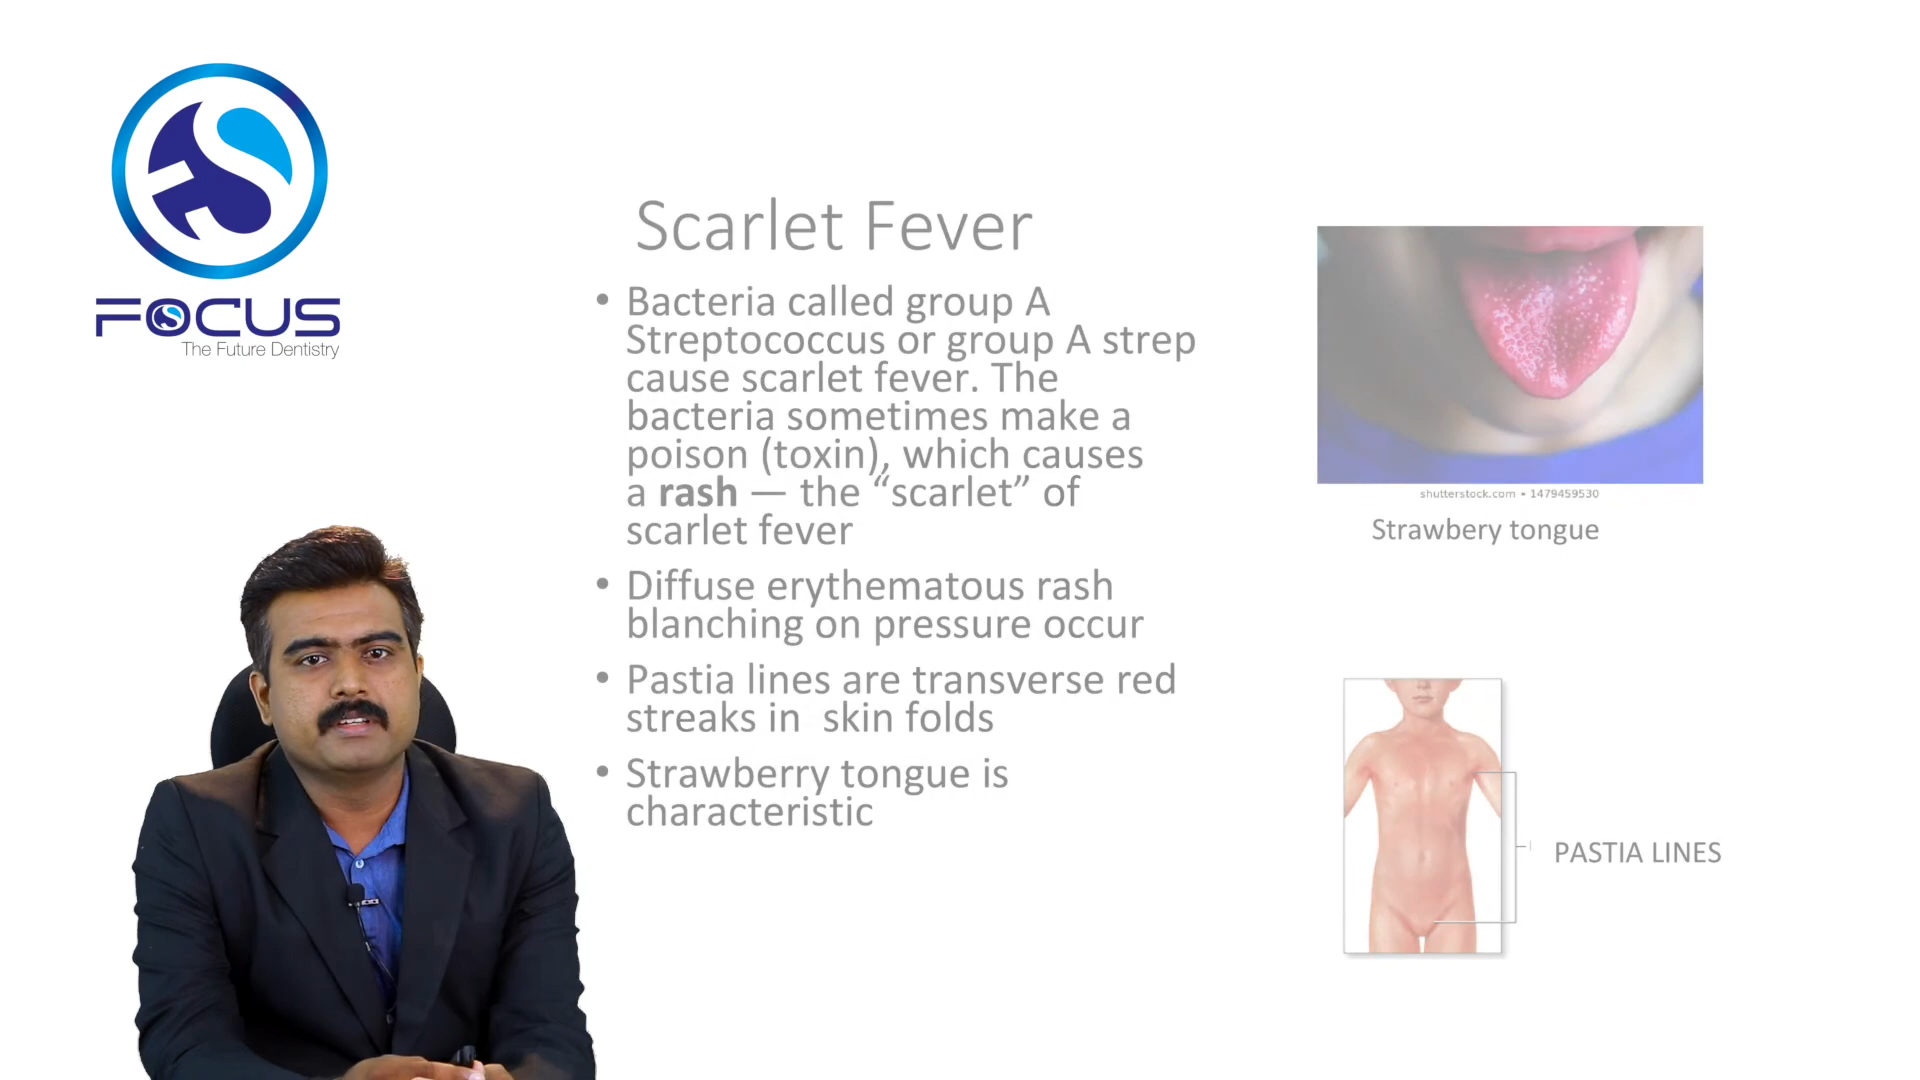 FOCUS
The Future Dentistry
Scarlet Fever
• Bacteria called group A
Streptococcus or group A strep
cause scarlet fever. The
bacteria sometimes make a
poison (toxin), which causes
a rash — the “scarlet” of
scarlet fever
• Diffuse erythematous rash
blanching on pressure occur
• Pastia lines are transverse red
streaks in skin folds
• Strawberry tongue is
characteristic
shutterstock.com • 1479459530
Strawbery tongue
PASTIA LINES